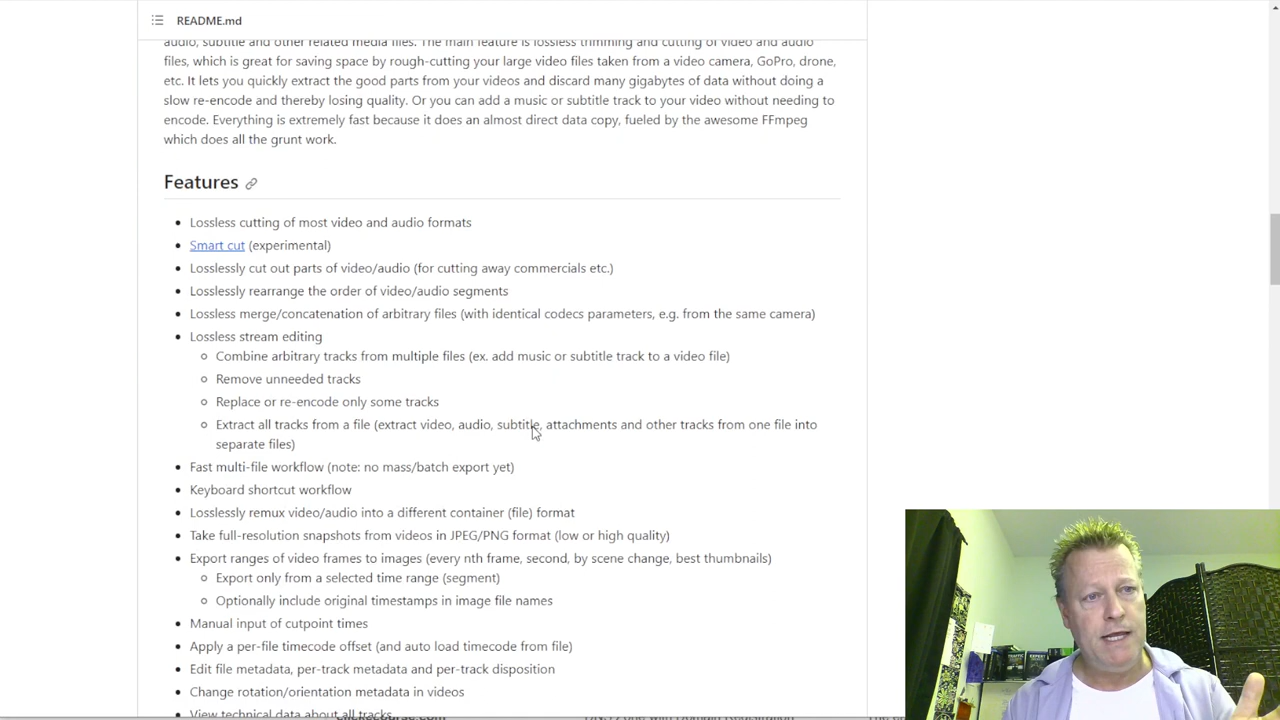 README.md
audio, subtitle and other related media files. The main feature is lossless trimming and cutting of video and audio
files, which is great for saving space by rough-cutting your large video files taken from a video camera, GoPro, drone,
etc. It lets you quickly extract the good parts from your videos and discard many gigabytes of data without doing a
slow re-encode and thereby losing quality. Or you can add a music or subtitle track to your video without needing to
encode. Everything is extremely fast because it does an almost direct data copy, fueled by the awesome FFmpeg
which does all the grunt work.
Features
Lossless cutting of most video and audio formats
Smart cut (experimental)
Losslessly cut out parts of video/audio (for cutting away commercials etc.)
Losslessly rearrange the order of video/audio segments
Lossless merge/concatenation of arbitrary files (with identical codecs parameters, e.g. from the same camera)
Lossless stream editing
Combine arbitrary tracks from multiple files (ex. add music or subtitle track to a video file)
Remove unneeded tracks
Replace or re-encode only some tracks
Extract all tracks from a file (extract video, audio, subtitle, attachments and other tracks from one file into
separate files)
Fast multi-file workflow (note: no mass/batch export yet)
Keyboard shortcut workflow
Losslessly remux video/audio into a different container (file) format
Take full-resolution snapshots from videos in JPEG/PNG format (low or high quality)
Export ranges of video frames to images (every nth frame, second, by scene change, best thumbnails)
Export only from a selected time range (segment)
Optionally include original timestamps in image file names
Manual input of cutpoint times
Apply a per-file timecode offset (and auto load timecode from file)
Edit file metadata, per-track metadata and per-track disposition
Change rotation/orientation metadata in videos
View technical data about all tracks